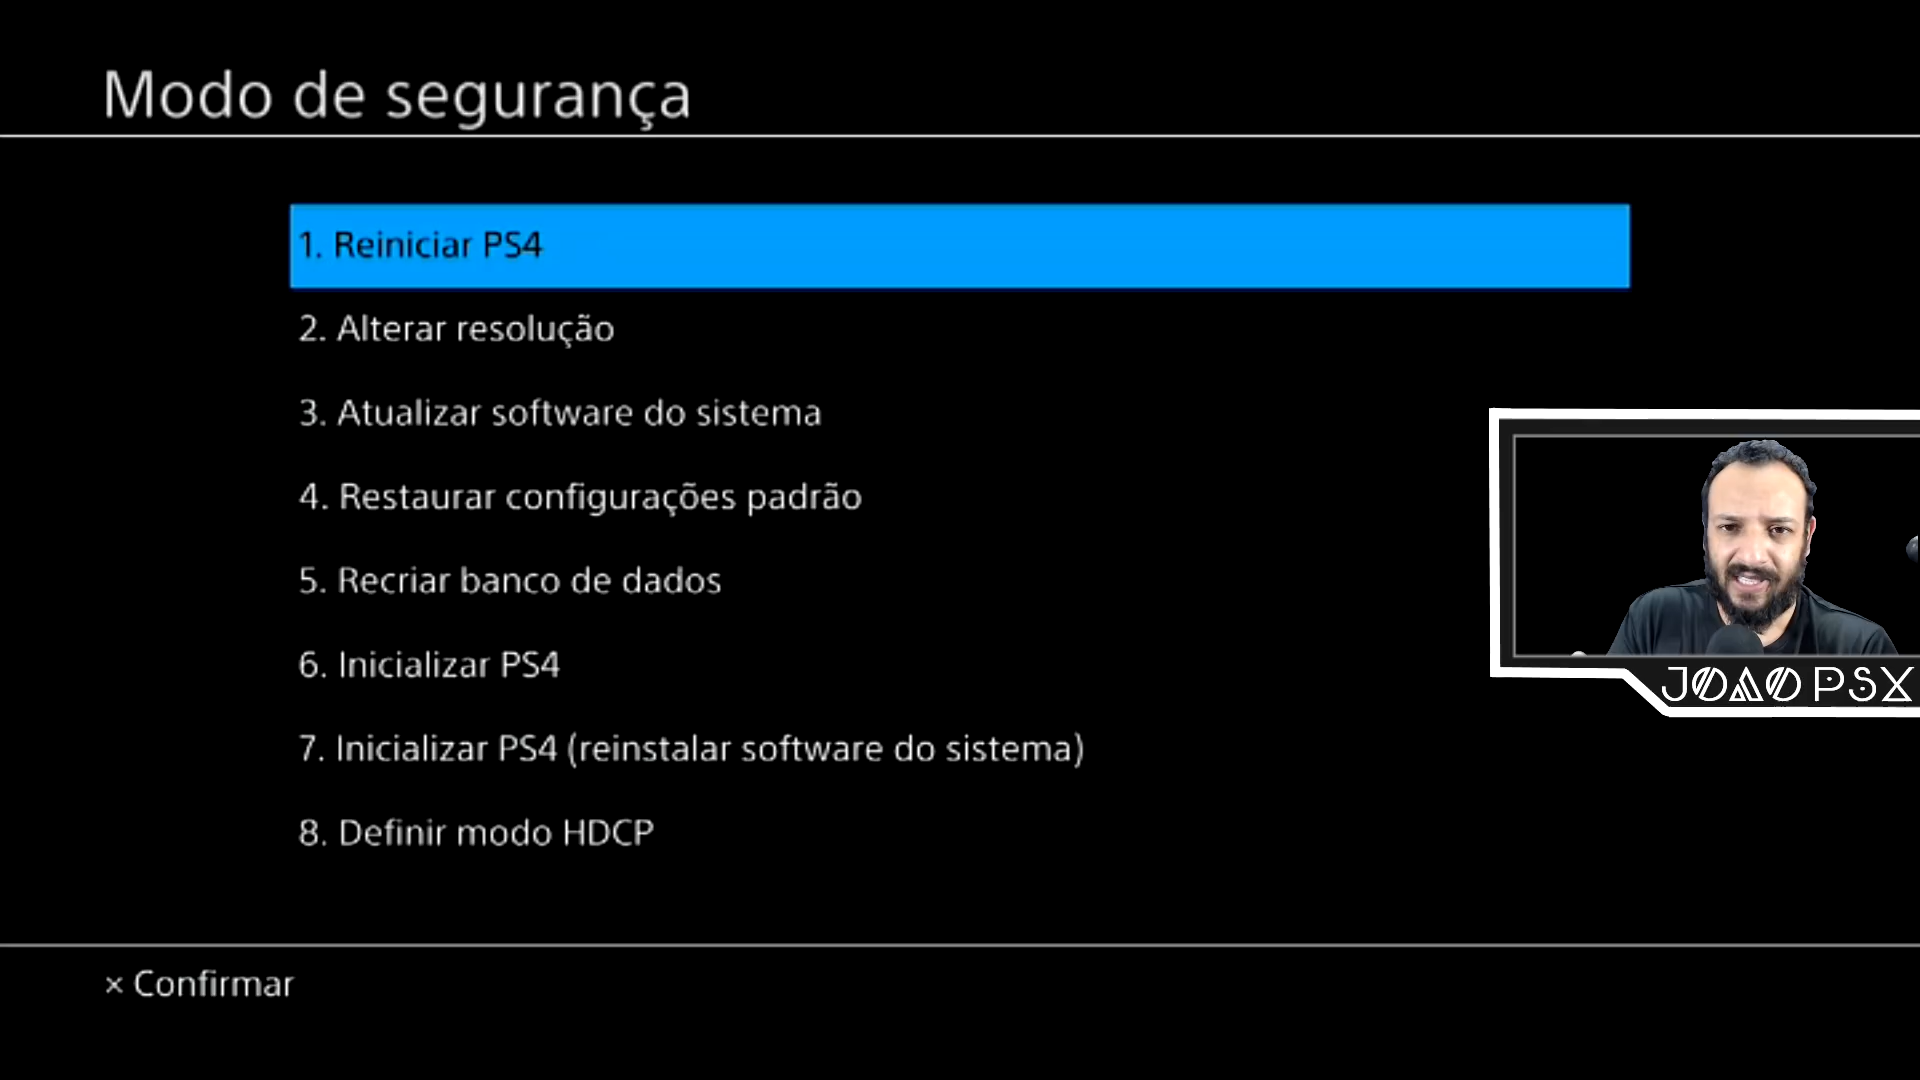 Modo de segurança
1. Reiniciar PS4
2. Alterar resolução
3. Atualizar software do sistema
4. Restaurar configurações padrão
5. Recriar banco de dados
6. Inicializar PS4
7. Inicializar PS4 (reinstalar software do sistema)
8. Definir modo HDCP
JOAO PSX
× Confirmar